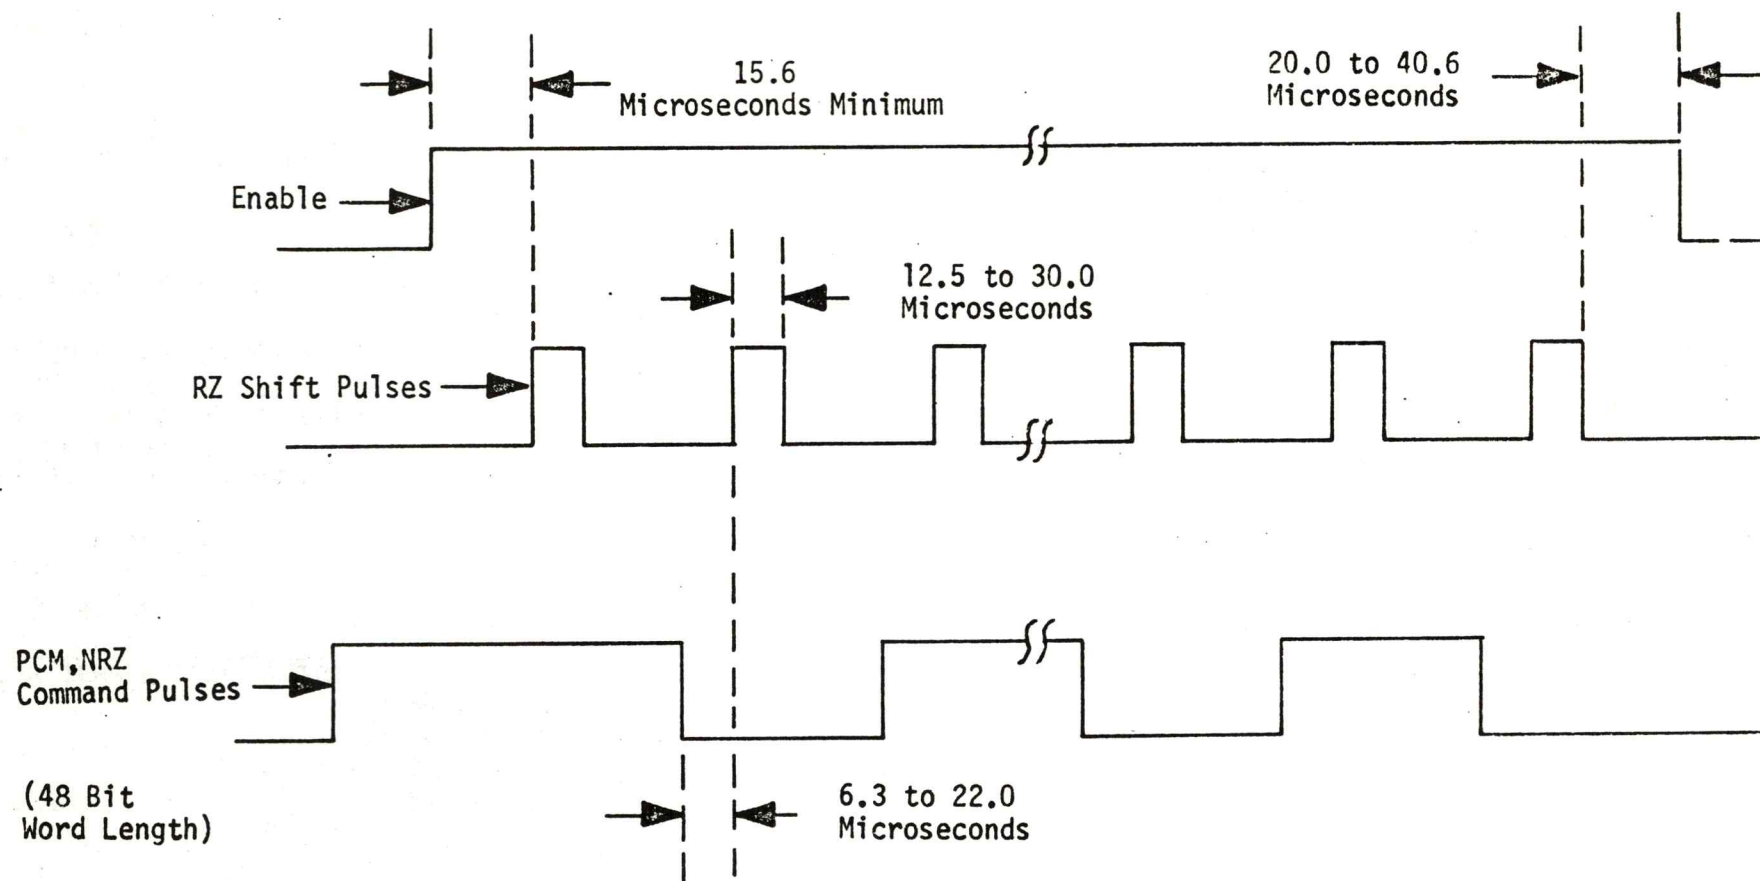 15.6
Microseconds Minimum
20.0 to 40.6
Microseconds
Enable
12.5 to 30.0
Microseconds
RZ Shift Pulses
PCM,NRZ
Command Pulses
(48 Bit
Word Length)
6.3 to 22.0
Microseconds